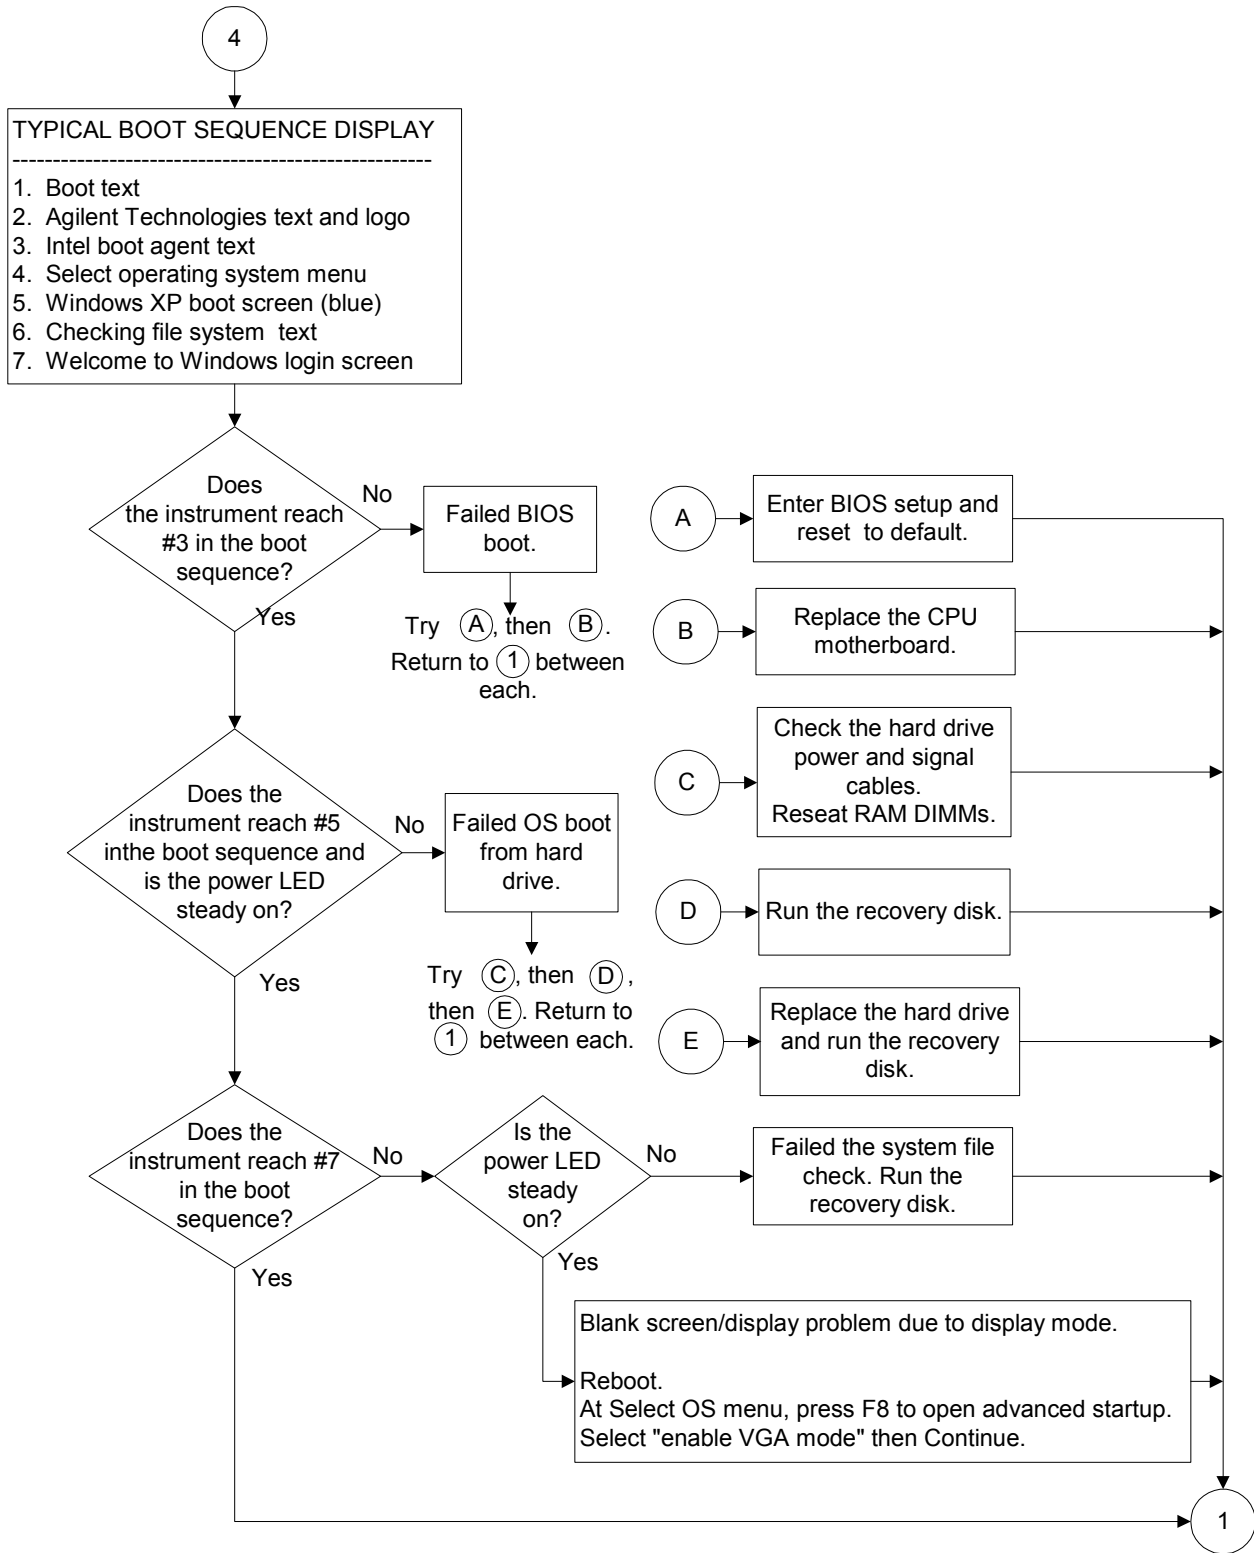 4
TYPICAL BOOT SEQUENCE DISPLAY
----------------------------------------------------
1. Boot text
2. Agilent Technologies text and logo
3. Intel boot agent text
4. Select operating system menu
5. Windows XP boot screen (blue)
6. Checking file system text
7. Welcome to Windows login screen
Does
the instrument reach
#3 in the boot
sequence?
No
Yes
Failed BIOS
boot.
Try A, then B.
Return to 1 between
each.
A
Enter BIOS setup and
reset to default.
B
Replace the CPU
motherboard.
C
Check the hard drive
power and signal
cables.
Reseat RAM DIMMs.
Does the
instrument reach #5
inthe boot sequence and
is the power LED
steady on?
No
Yes
Failed OS boot
from hard
drive.
Try C, then D,
then E. Return to
1 between each.
D
Run the recovery disk.
E
Replace the hard drive
and run the recovery
disk.
Does the
instrument reach #7
in the boot
sequence?
No
Yes
Is the
power LED
steady
on?
No
Yes
Failed the system file
check. Run the
recovery disk.
Blank screen/display problem due to display mode.
Reboot.
At Select OS menu, press F8 to open advanced startup.
Select "enable VGA mode" then Continue.
1